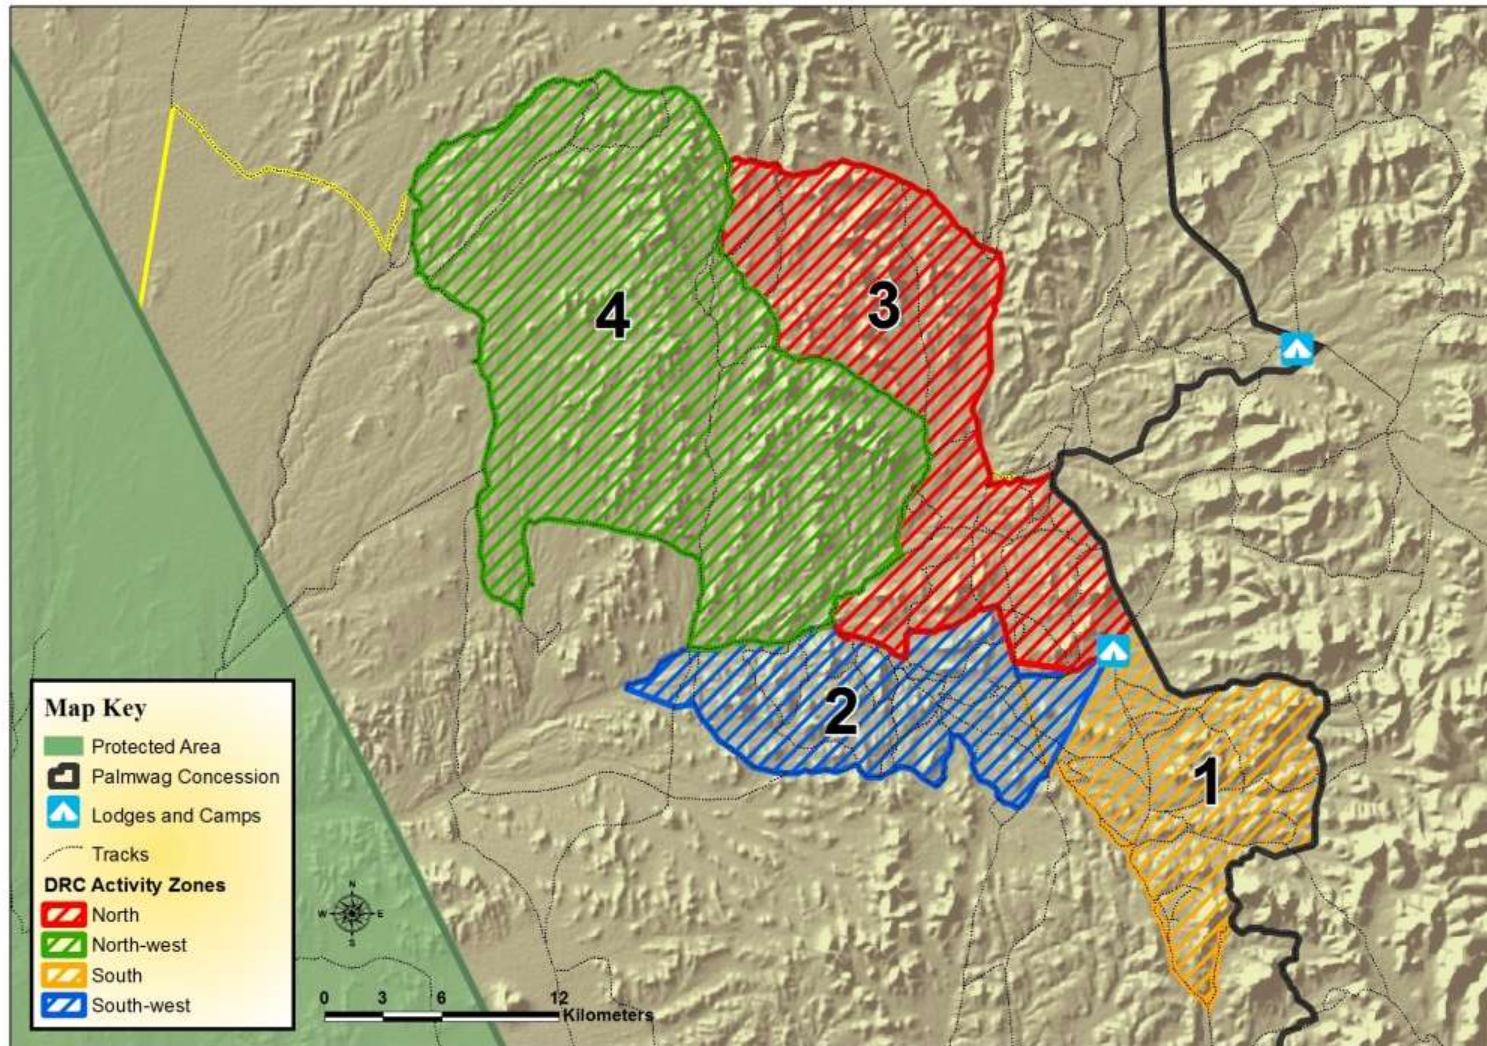 4
3
2
1
Map Key
Protected Area
Palmwag Concession
Lodges and Camps
Tracks
DRC Activity Zones
North
North-west
South
South-west
N
W E
S
0 3 6 12
Kilometers